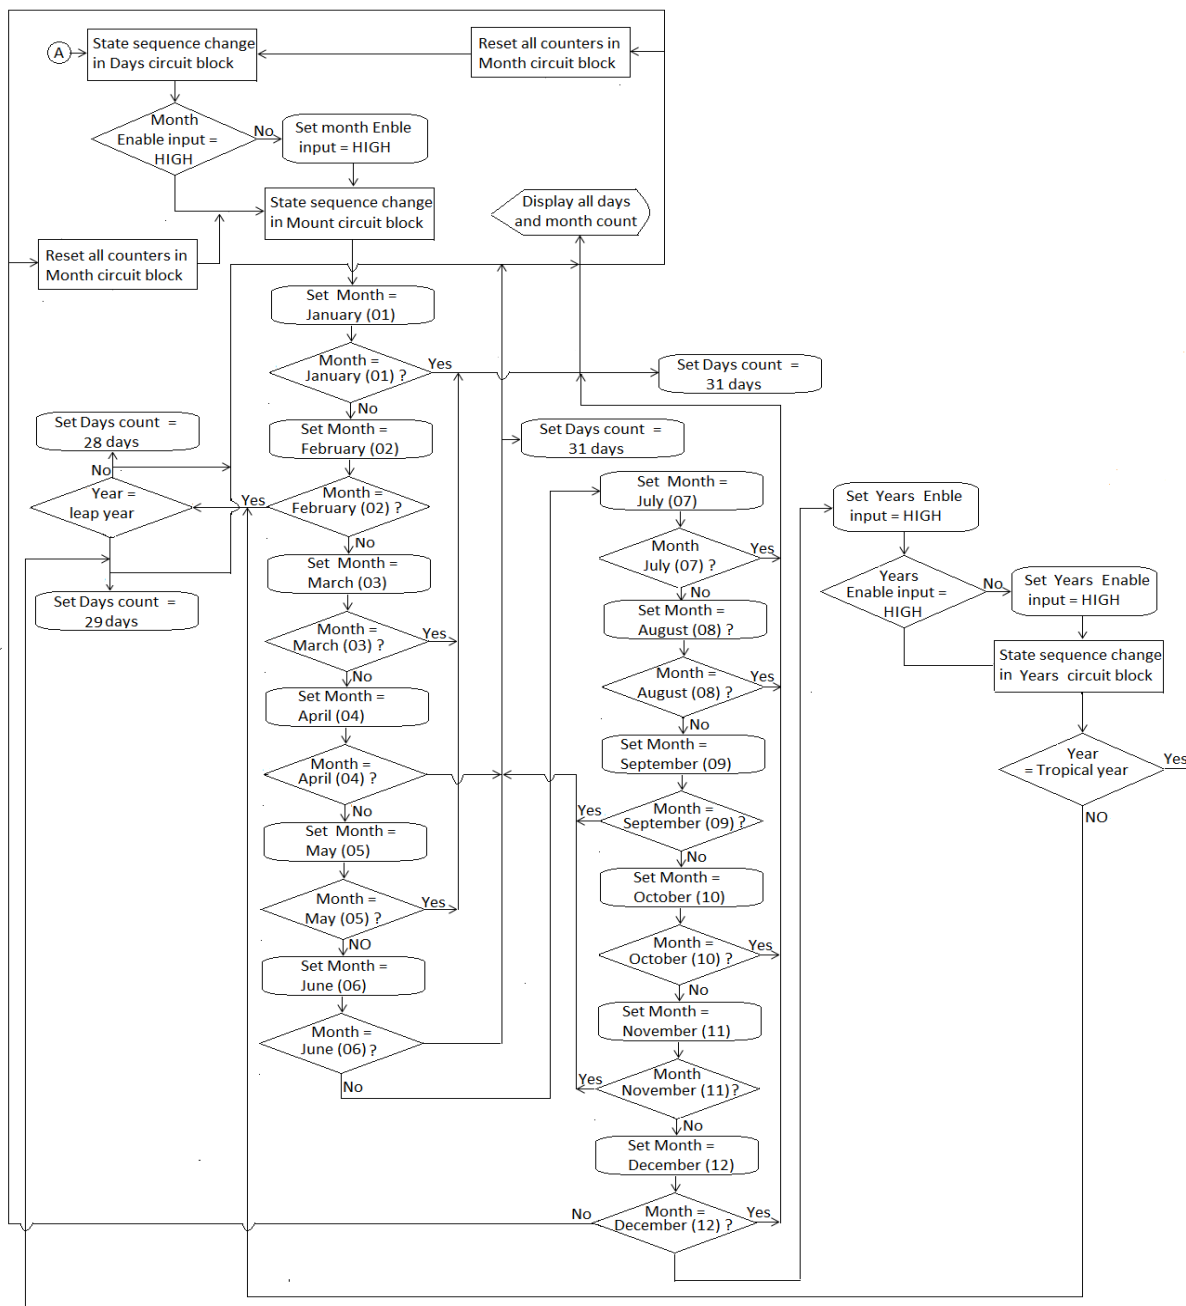 A
State sequence change
in Days circuit block
Reset all counters in
Month circuit block
Month
Enable input =
HIGH
No
Set month Enble
input = HIGH
State sequence change
in Mount circuit block
Display all days
and month count
Reset all counters in
Month circuit block
Set Month =
January (01)
Month =
January (01) ?
Yes
Set Days count =
31 days
No
Set Month =
February (02)
Set Days count =
28 days
No
Year =
leap year
Yes
Month =
February (02) ?
Set Days count =
31 days
No
Set Month =
March (03)
Set Days count =
29 days
Month =
March (03) ?
Yes
No
Set Month =
April (04)
Month =
April (04) ?
No
Set Month =
May (05)
Month =
May (05) ?
Yes
NO
Set Month =
June (06)
Month =
June (06) ?
No
Set Month =
July (07)
Month
July (07) ?
Yes
No
Set Month =
August (08) ?
Month =
August (08) ?
Yes
No
Set Month =
September (09)
Month =
September (09) ?
Yes
No
Set Month =
October (10)
Month =
October (10) ?
Yes
No
Set Month =
November (11)
Month
November (11) ?
Yes
No
Set Month =
December (12)
Month =
December (12) ?
No
Yes
Set Years Enble
input = HIGH
Years
Enable input =
HIGH
No
Set Years Enable
input = HIGH
State sequence change
in Years circuit block
Year
= Tropical year
Yes
NO